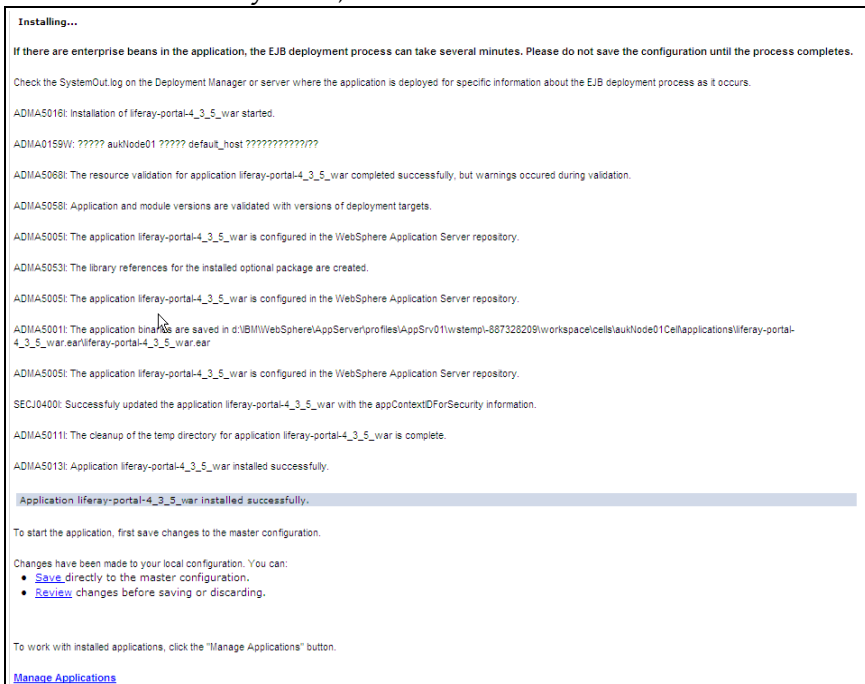 Installing...
If there are enterprise beans in the application, the EJB deployment process can take several minutes. Please do not save the configuration until the process completes.
Check the SystemOut.log on the Deployment Manager or server where the application is deployed for specific information about the EJB deployment process as it occurs.
ADMA5016I: Installation of liferay-portal-4_3_5_war started.
ADMA0159W: ????? aukNode01 ????? default_host ???????????/??
ADMA5068I: The resource validation for application liferay-portal-4_3_5_war completed successfully, but warnings occured during validation.
ADMA5058I: Application and module versions are validated with versions of deployment targets.
ADMA5005I: The application liferay-portal-4_3_5_war is configured in the WebSphere Application Server repository.
ADMA5053I: The library references for the installed optional package are created.
ADMA5005I: The application liferay-portal-4_3_5_war is configured in the WebSphere Application Server repository.
ADMA5001I: The application binaries are saved in d:\IBM\WebSphere\AppServer\profiles\AppSrv01\wstemp\-887328209\workspace\cells\aukNode01Cell\applications\liferay-portal-
4_3_5_war.ear\liferay-portal-4_3_5_war.ear
ADMA5005I: The application liferay-portal-4_3_5_war is configured in the WebSphere Application Server repository.
SECJ0400I: Successfuly updated the application liferay-portal-4_3_5_war with the appContextIDForSecurity information.
ADMA5011I: The cleanup of the temp directory for application liferay-portal-4_3_5_war is complete.
ADMA5013I: Application liferay-portal-4_3_5_war installed successfully.
Application liferay-portal-4_3_5_war installed successfully.
To start the application, first save changes to the master configuration.
Changes have been made to your local configuration. You can:
• Save directly to the master configuration.
• Review changes before saving or discarding.
To work with installed applications, click the "Manage Applications" button.
Manage Applications